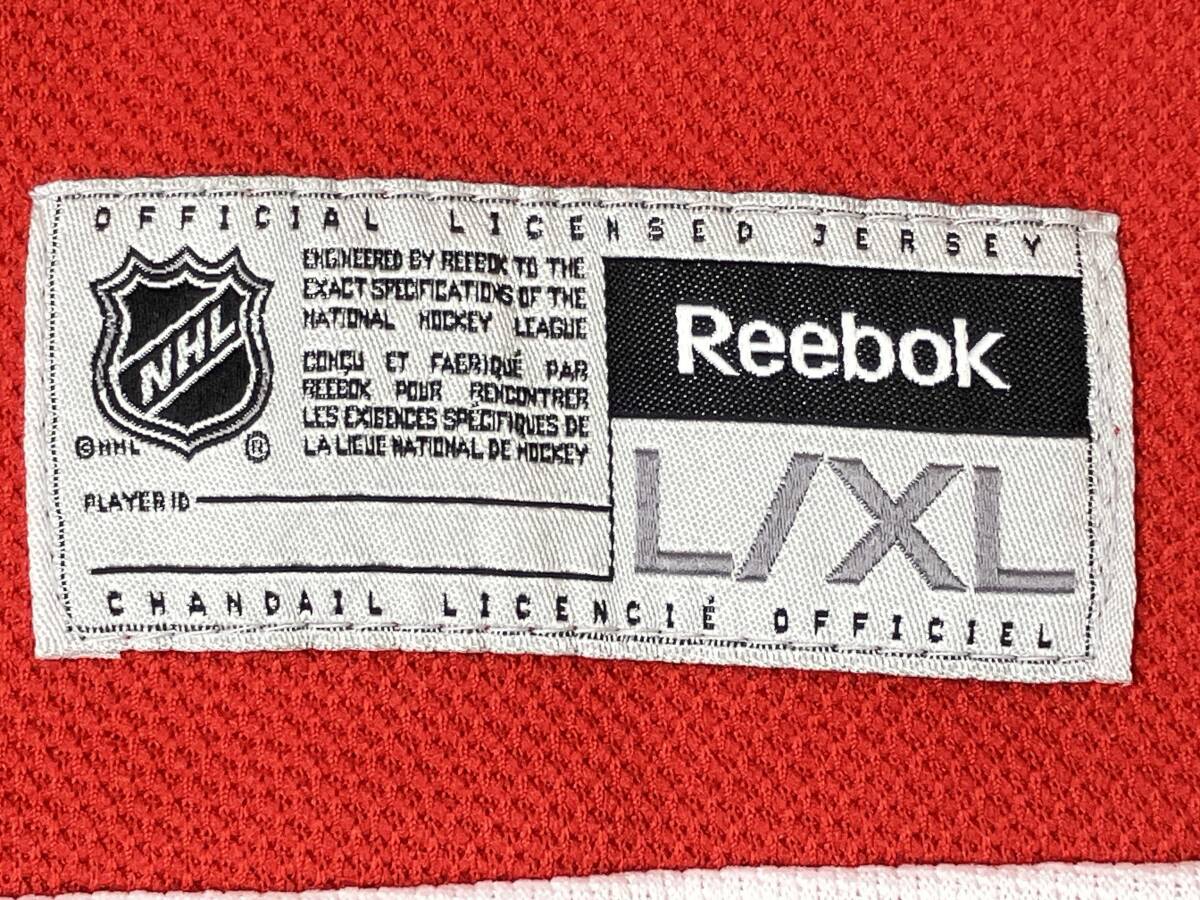 OFFICIAL LICENSED JERSEY
NHL
©NHL
®
ENGINEERED BY REEBOK TO THE
EXACT SPECIFICATIONS OF THE
NATIONAL HOCKEY LEAGUE
CONÇU ET FABRIQUÉ PAR
REEBOK POUR RENCONTRER
LES EXIGENCES SPÉCIFIQUES DE
LA LIGUE NATIONAL DE HOCKEY
PLAYER ID
Reebok
L/XL
CHANDAIL LICENCIÉ OFFICIEL